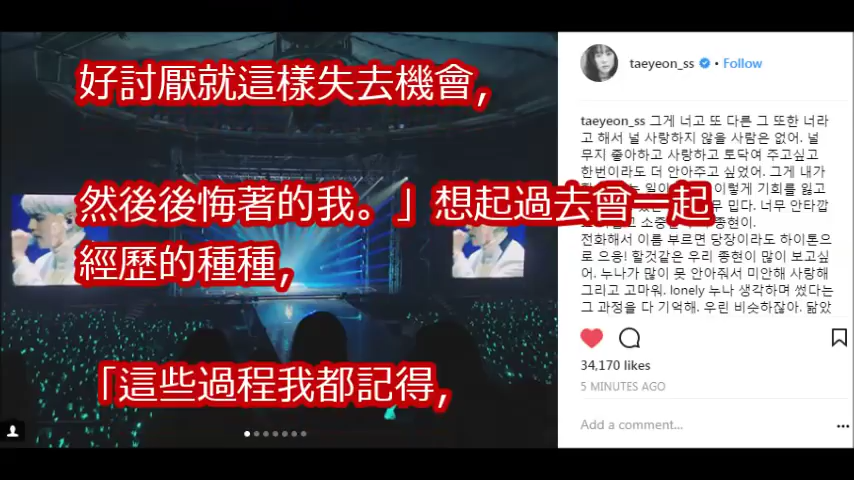 好討厭就這樣失去機會,
然後後悔著的我。」想起過去會一起
經歷的種種,
「這些過程我都記得,
taeyeon_ss • Follow
taeyeon_ss 그게 너고 또 다른 그 또한 너라
고 해서 널 사랑하지 않을 사람은 없어. 널
무지 좋아하고 사랑하고 토닥여 주고싶고
한번이라도 더 안아주고 싶었어. 그게 내가
일이 이렇게 기회를 잃고
밉다. 너무 안타깝
소중한 종현이.
전화해서 이름 부르면 당장이라도 하이톤으
로 으응! 할것같은 우리 종현이 많이 보고싶
어. 누나가 많이 못 안아줘서 미안해 사랑해
그리고 고마워. lonely 누나 생각하며 썼다는
그 과정을 다 기억해. 우린 비슷하잖아. 닮았
34,170 likes
5 MINUTES AGO
Add a comment...